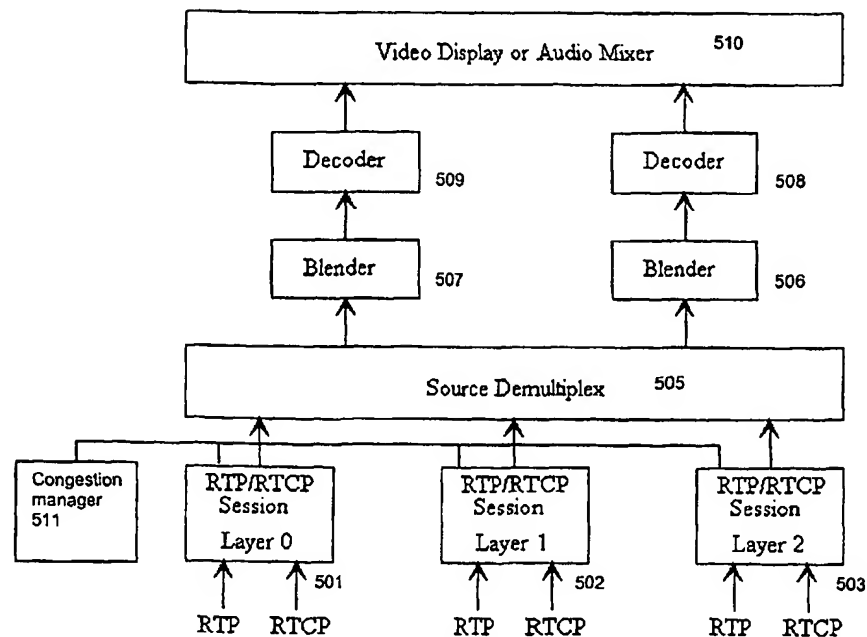 Video Display or Audio Mixer 510
Decoder 509
Decoder 508
Blender 507
Blender 506
Source Demultiplex 505
Congestion
manager
511
RTP/RTCP
Session
Layer 0
501
RTP RTCP
RTP/RTCP
Session
Layer 1
502
RTP RTCP
RTP/RTCP
Session
Layer 2
503
RTP RTCP